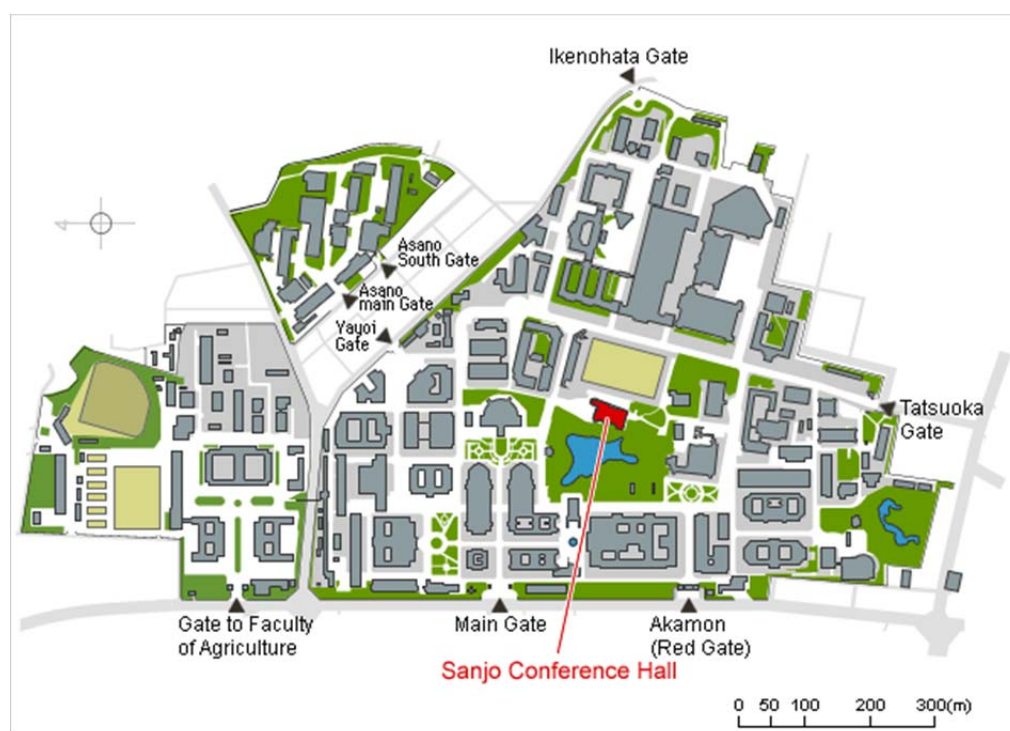 Ikenohata Gate
Asano
South Gate
Asano
main Gate
Yayoi
Gate
Tatsuoka
Gate
Gate to Faculty
of Agriculture
Main Gate
Akamon
(Red Gate)
Sanjo Conference Hall
0 50 100 200 300(m)